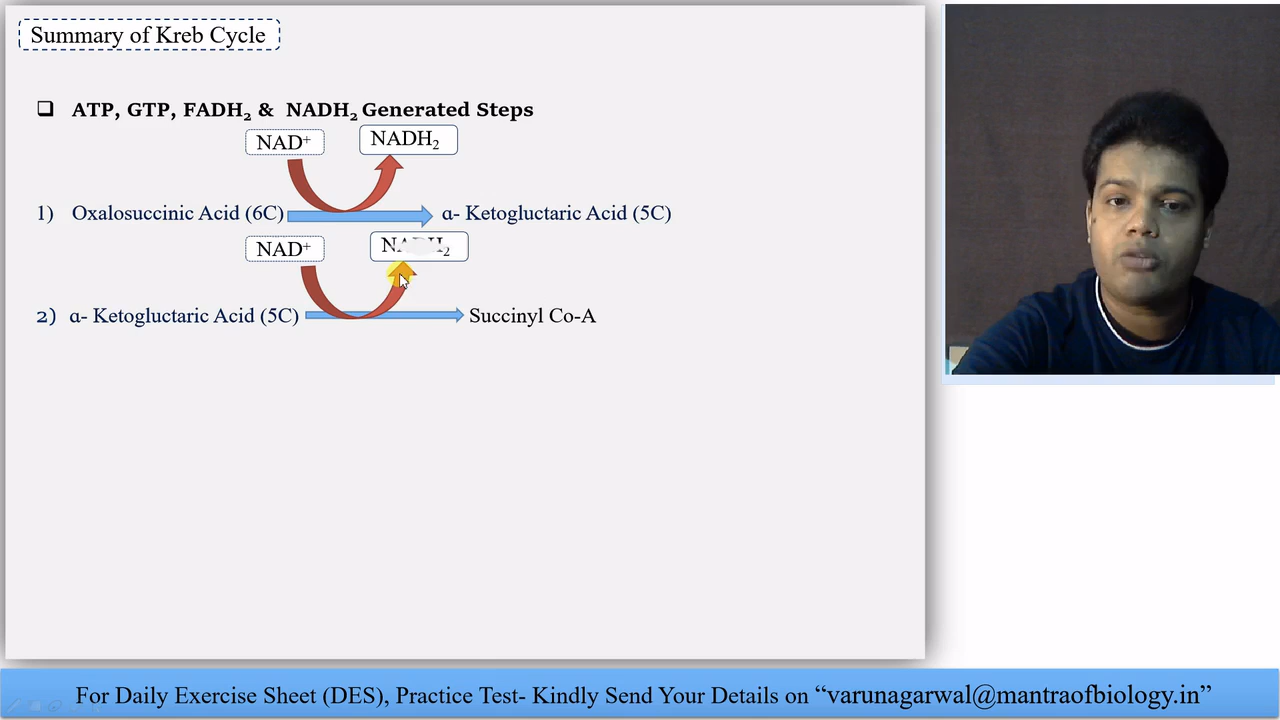 Summary of Kreb Cycle
❑ ATP, GTP, FADH₂ & NADH₂ Generated Steps
NAD⁺ NADH₂
1) Oxalosuccinic Acid (6C) α- Ketogluctaric Acid (5C)
NAD⁺ NADH₂
2) α- Ketogluctaric Acid (5C) Succinyl Co-A
For Daily Exercise Sheet (DES), Practice Test- Kindly Send Your Details on “varunagarwal@mantraofbiology.in”